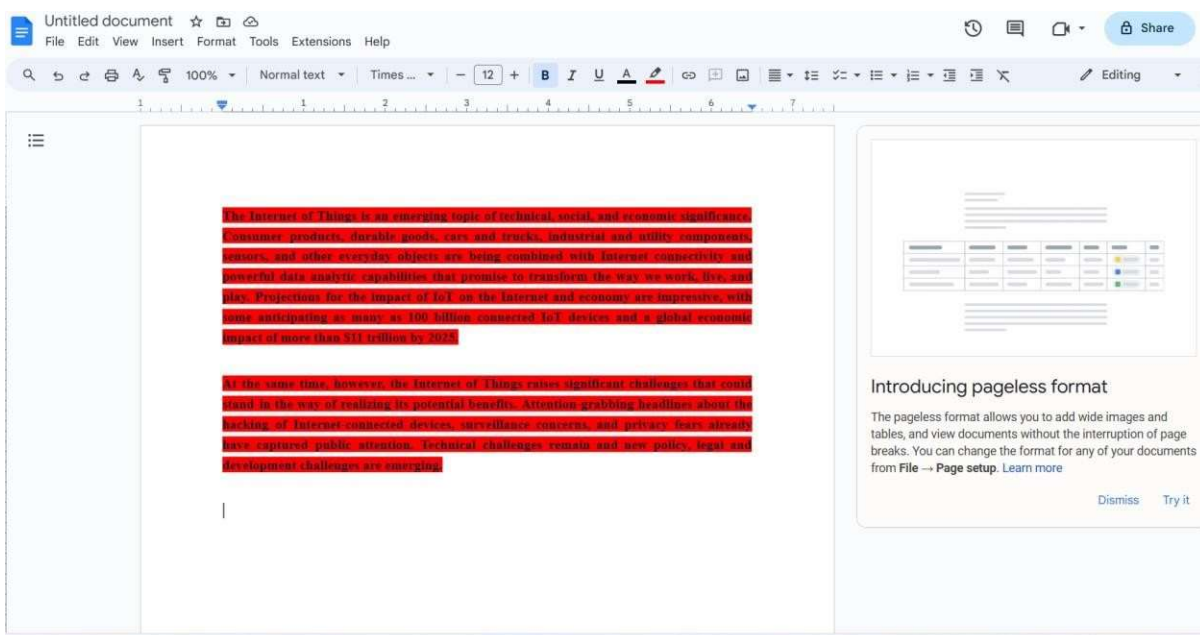 Untitled document
File Edit View Insert Format Tools Extensions Help
Share
100% Normal text Times ... − 12 + B I U A Editing
1 1 2 3 4 5 6 7
The Internet of Things is an emerging topic of technical, social, and economic significance.
Consumer products, durable goods, cars and trucks, industrial and utility components,
sensors, and other everyday objects are being combined with Internet connectivity and
powerful data analytic capabilities that promise to transform the way we work, live, and
play. Projections for the impact of IoT on the Internet and economy are impressive, with
some anticipating as many as 100 billion connected IoT devices and a global economic
impact of more than $11 trillion by 2025.
At the same time, however, the Internet of Things raises significant challenges that could
stand in the way of realizing its potential benefits. Attention grabbing headlines about the
hacking of Internet-connected devices, surveillance concerns, and privacy fears already
have captured public attention. Technical challenges remain and new policy, legal and
development challenges are emerging.
Introducing pageless format
The pageless format allows you to add wide images and
tables, and view documents without the interruption of page
breaks. You can change the format for any of your documents
from File → Page setup. Learn more
Dismiss Try it